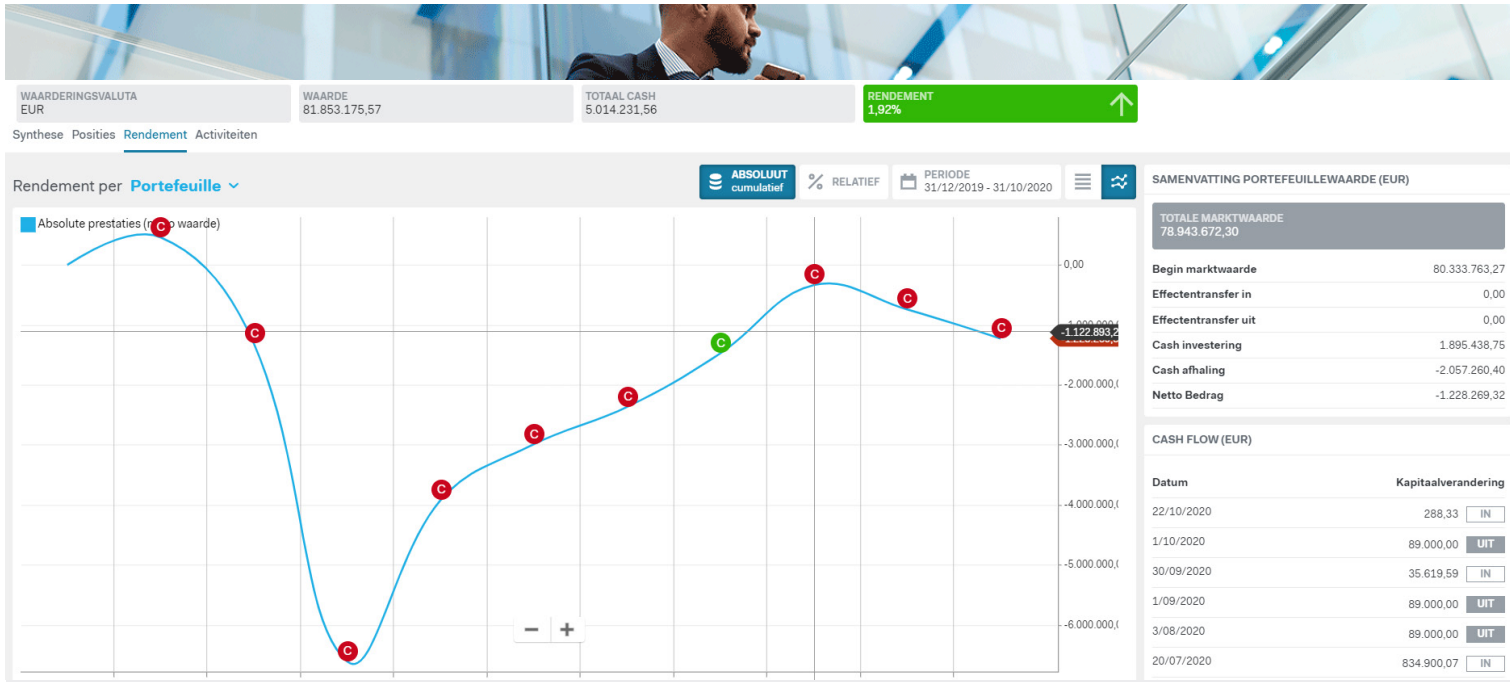 WAARDERINGSVALUTA
EUR
WAARDE
81.853.175,57
TOTAAL CASH
5.014.231,56
RENDEMENT
1,92%
Synthese Posities Rendement Activiteiten
Rendement per Portefeuille
ABSOLUUT
cumulatief
RELATIEF
PERIODE
31/12/2019 - 31/10/2020
Absolute prestaties ( waarde)
C
C
C
C
C
C
C
C
C
C
0,00
-1.122.893,2
-2.000.000,(
-3.000.000,(
-4.000.000,(
-5.000.000,(
-6.000.000,(
SAMENVATTING PORTEFEUILLEWAARDE (EUR)
TOTALE MARKTWAARDE
78.943.672,30
Begin marktwaarde 80.333.763,27
Effectentransfer in 0,00
Effectentransfer uit 0,00
Cash investering 1.895.438,75
Cash afhaling -2.057.260,40
Netto Bedrag -1.228.269,32
CASH FLOW (EUR)
Datum Kapitaalverandering
22/10/2020 288,33 IN
1/10/2020 89.000,00 UIT
30/09/2020 35.619,59 IN
1/09/2020 89.000,00 UIT
3/08/2020 89.000,00 UIT
20/07/2020 834.900,07 IN